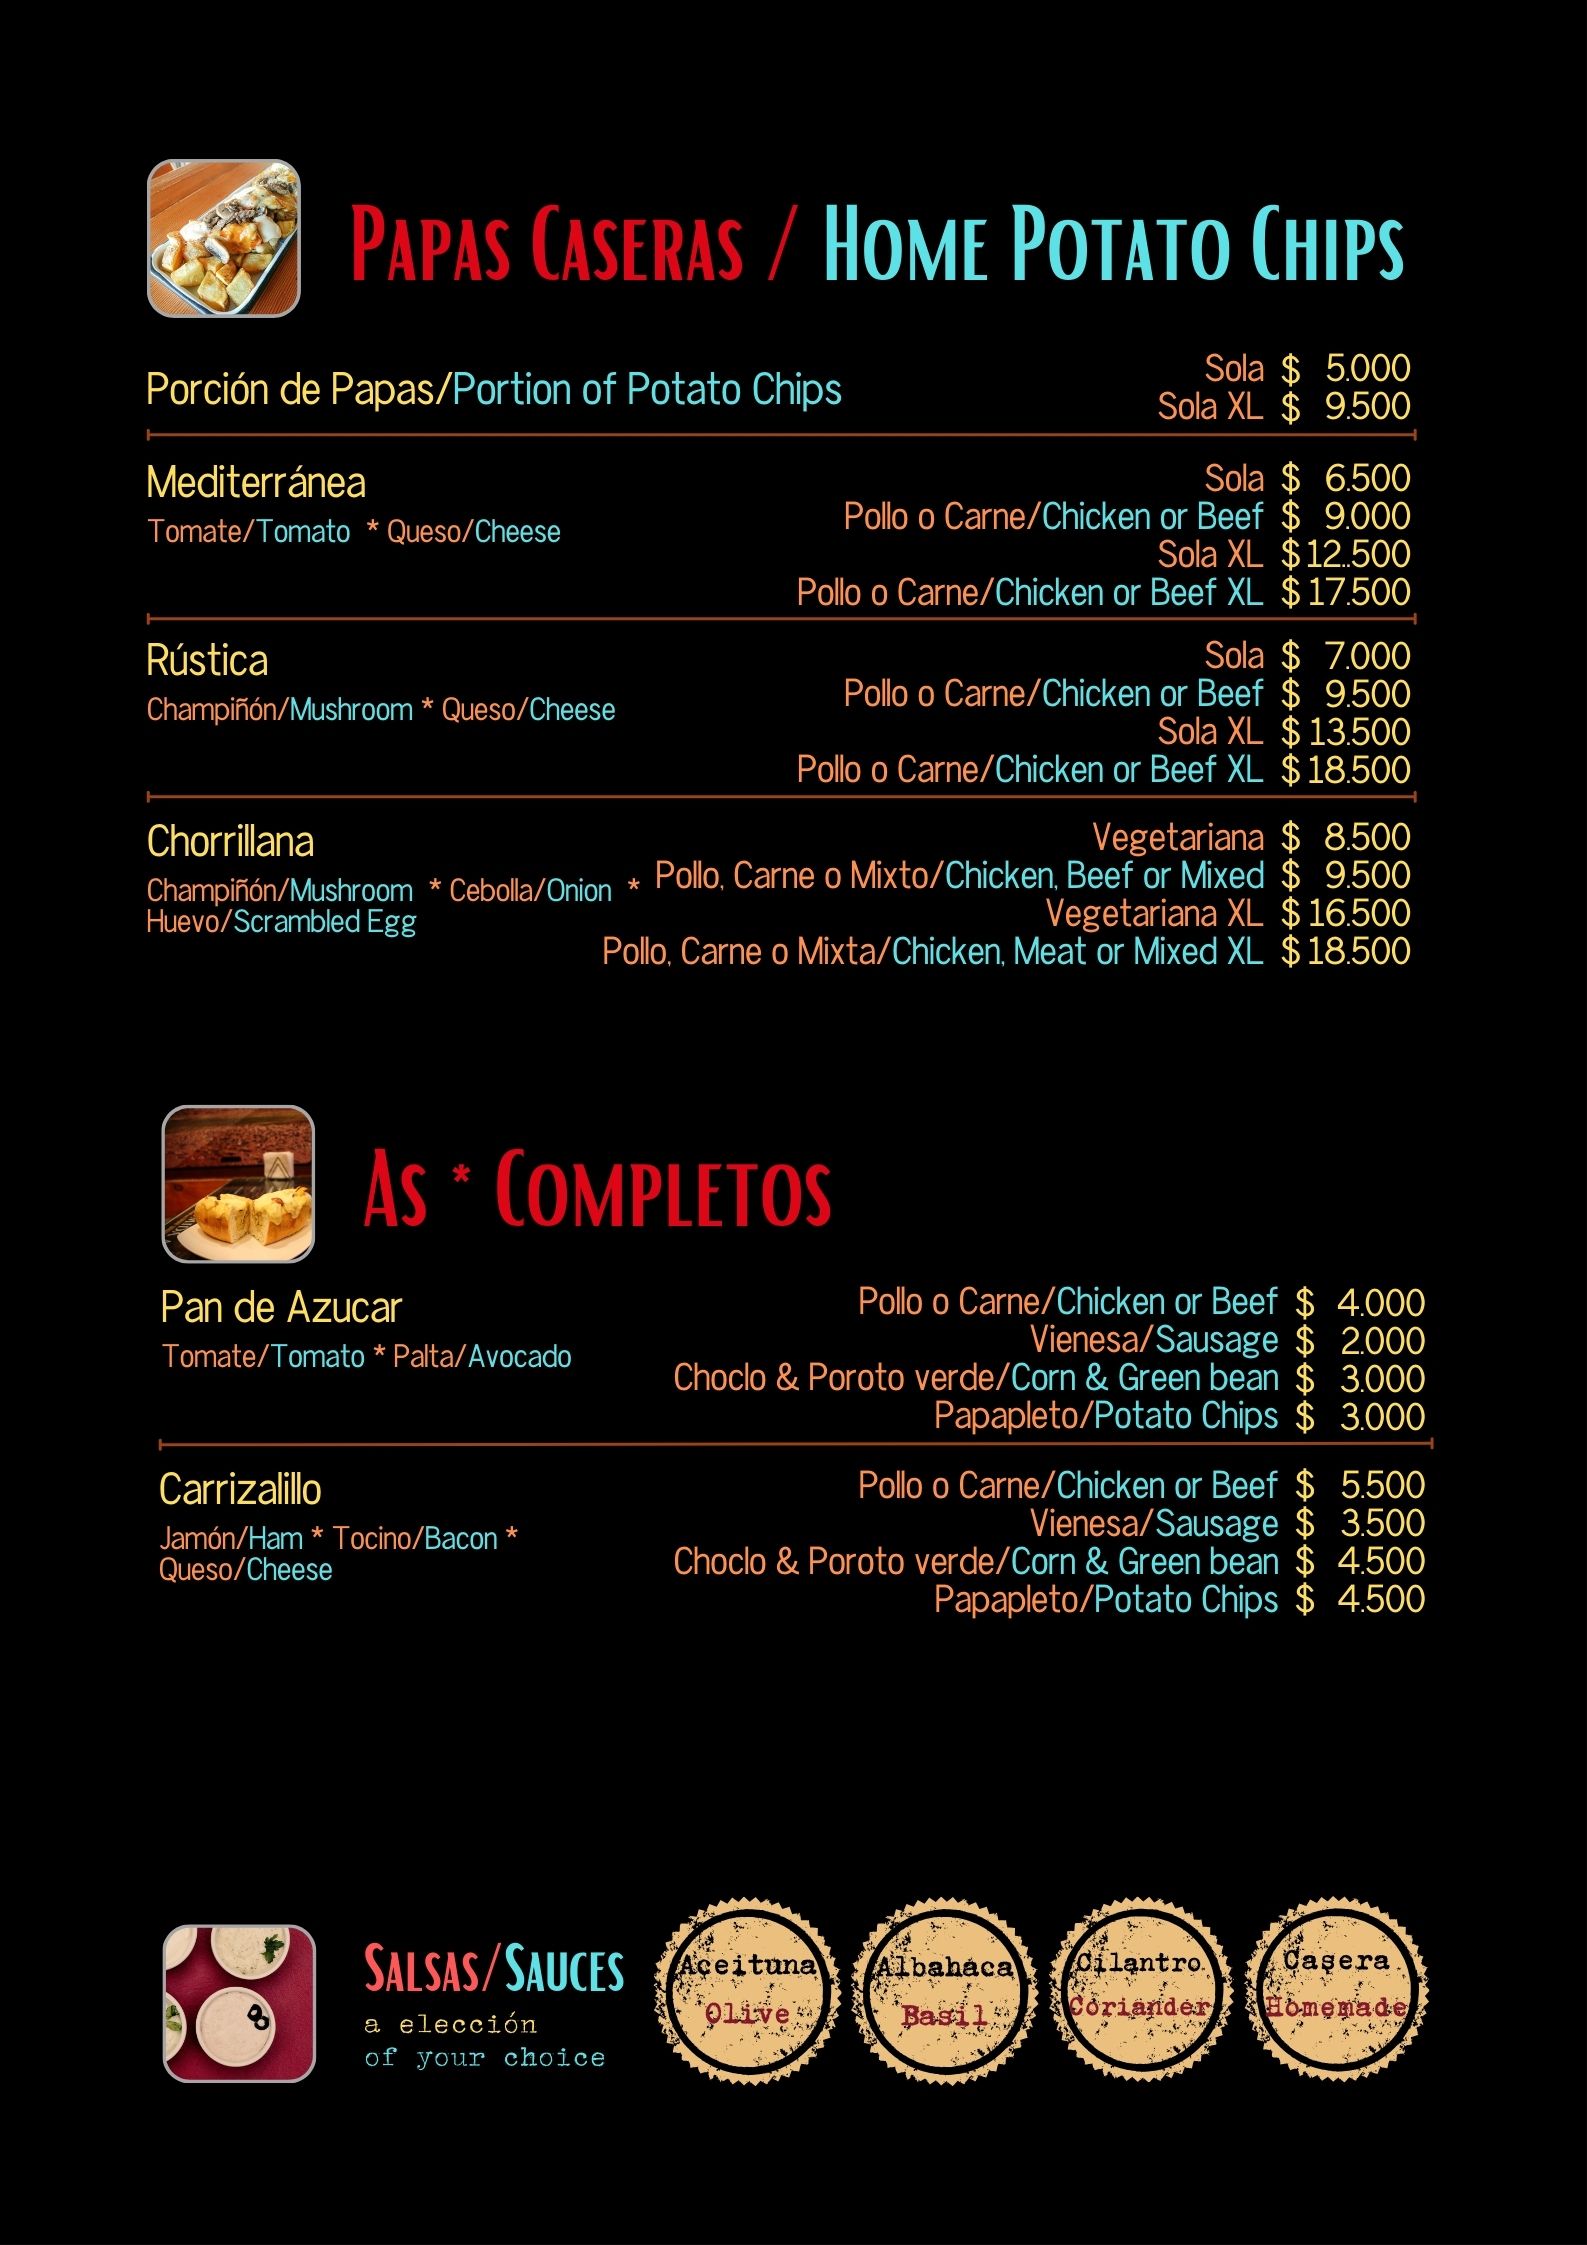 PAPAS CASERAS / HOME POTATO CHIPS
Porción de Papas/Portion of Potato Chips
Sola $ 5.000
Sola XL $ 9.500
Mediterránea
Tomate/Tomato * Queso/Cheese
Sola $ 6.500
Pollo o Carne/Chicken or Beef $ 9.000
Sola XL $ 12..500
Pollo o Carne/Chicken or Beef XL $ 17.500
Rústica
Champiñón/Mushroom * Queso/Cheese
Sola $ 7.000
Pollo o Carne/Chicken or Beef $ 9.500
Sola XL $ 13.500
Pollo o Carne/Chicken or Beef XL $ 18.500
Chorrillana
Champiñón/Mushroom * Cebolla/Onion *
Huevo/Scrambled Egg
Vegetariana $ 8.500
Pollo, Carne o Mixto/Chicken, Beef or Mixed $ 9.500
Vegetariana XL $ 16.500
Pollo, Carne o Mixta/Chicken, Meat or Mixed XL $ 18.500
AS * COMPLETOS
Pan de Azucar
Tomate/Tomato * Palta/Avocado
Pollo o Carne/Chicken or Beef $ 4.000
Vienesa/Sausage $ 2.000
Choclo & Poroto verde/Corn & Green bean $ 3.000
Papapleto/Potato Chips $ 3.000
Carrizalillo
Jamón/Ham * Tocino/Bacon *
Queso/Cheese
Pollo o Carne/Chicken or Beef $ 5.500
Vienesa/Sausage $ 3.500
Choclo & Poroto verde/Corn & Green bean $ 4.500
Papapleto/Potato Chips $ 4.500
SALSAS/SAUCES
a elección
of your choice
Aceituna
Olive
Albahaca
Basil
Cilantro
Coriander
Casera
Homemade